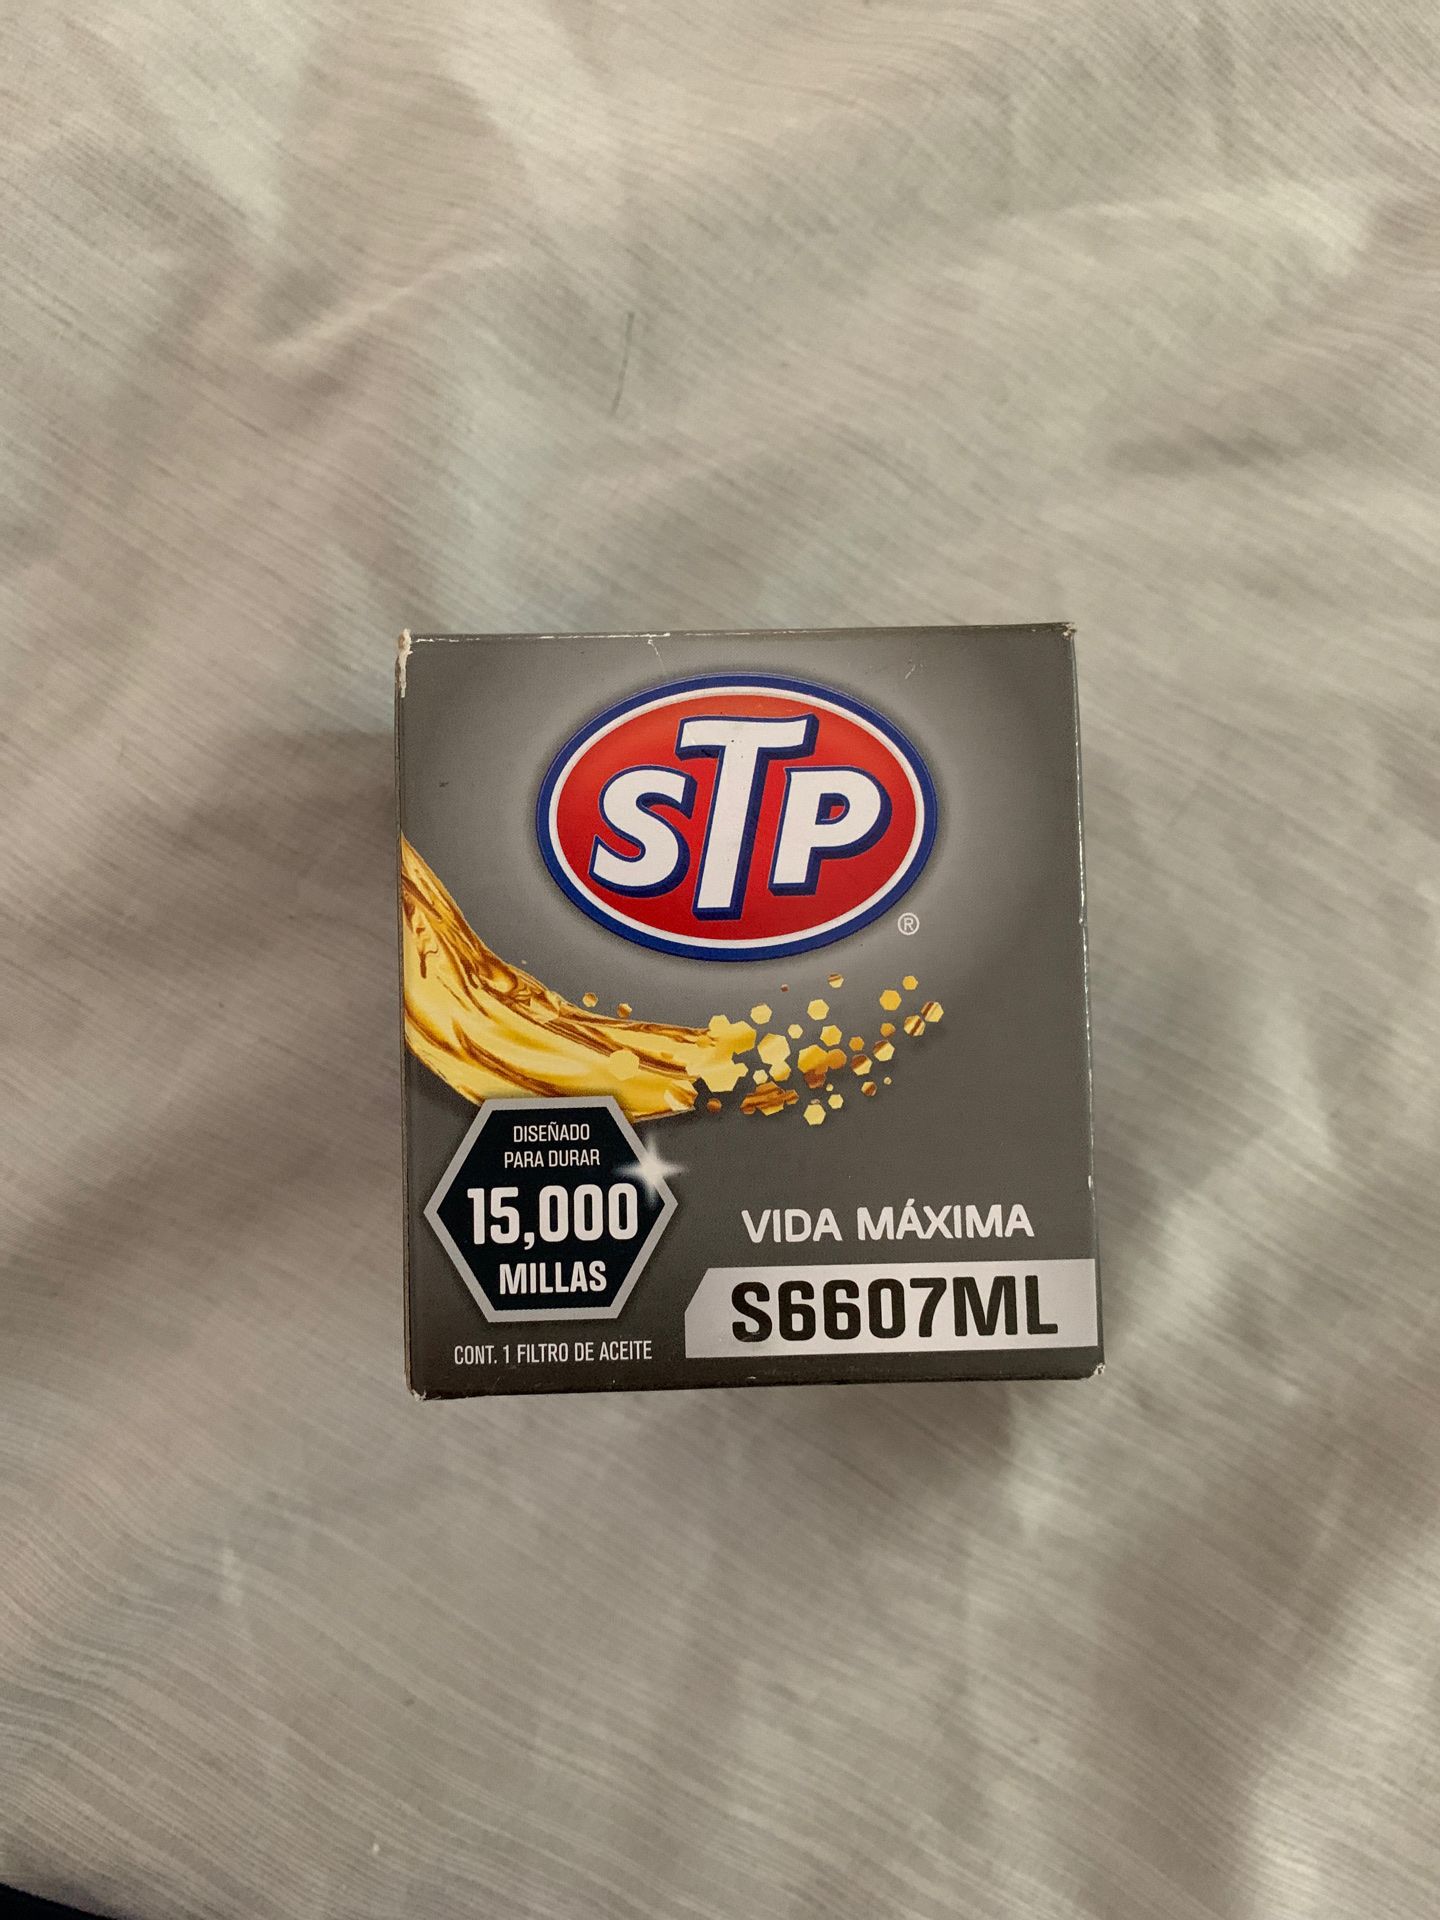 STP
®
DISEÑADO
PARA DURAR
15,000
MILLAS
VIDA MÁXIMA
S6607ML
CONT. 1 FILTRO DE ACEITE